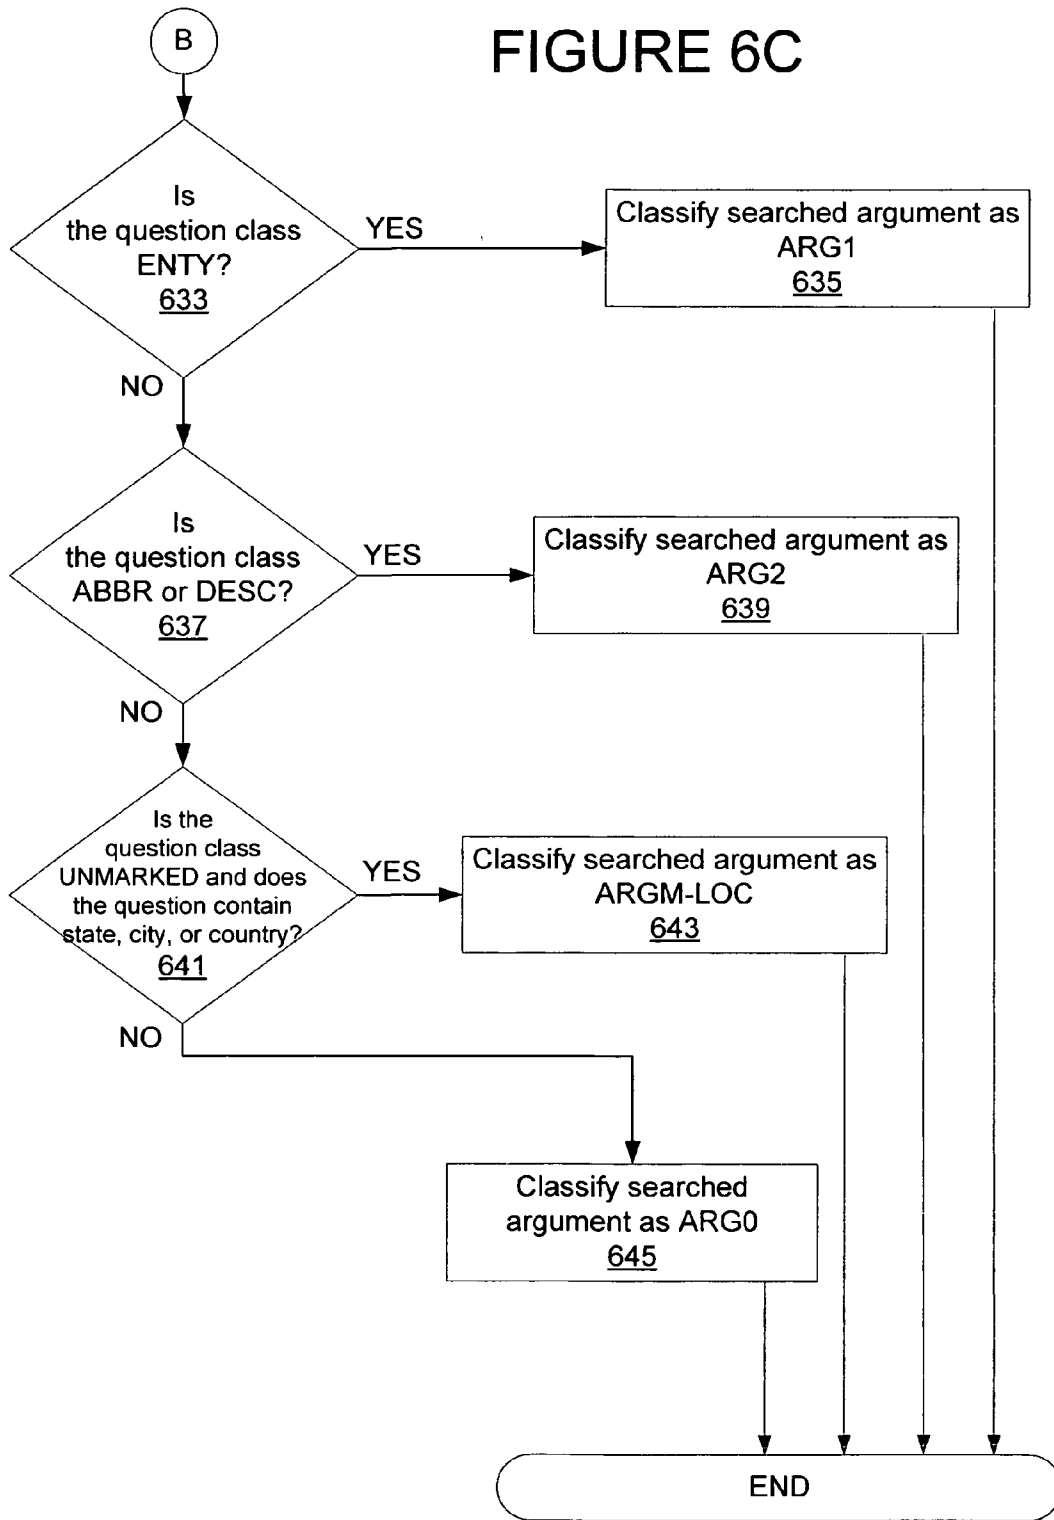 B
FIGURE 6C
Is
the question class
ENTY?
633
YES
Classify searched argument as
ARG1
635
NO
Is
the question class
ABBR or DESC?
637
YES
Classify searched argument as
ARG2
639
NO
Is the
question class
UNMARKED and does
the question contain
state, city, or country?
641
YES
Classify searched argument as
ARGM-LOC
643
NO
Classify searched
argument as ARG0
645
END